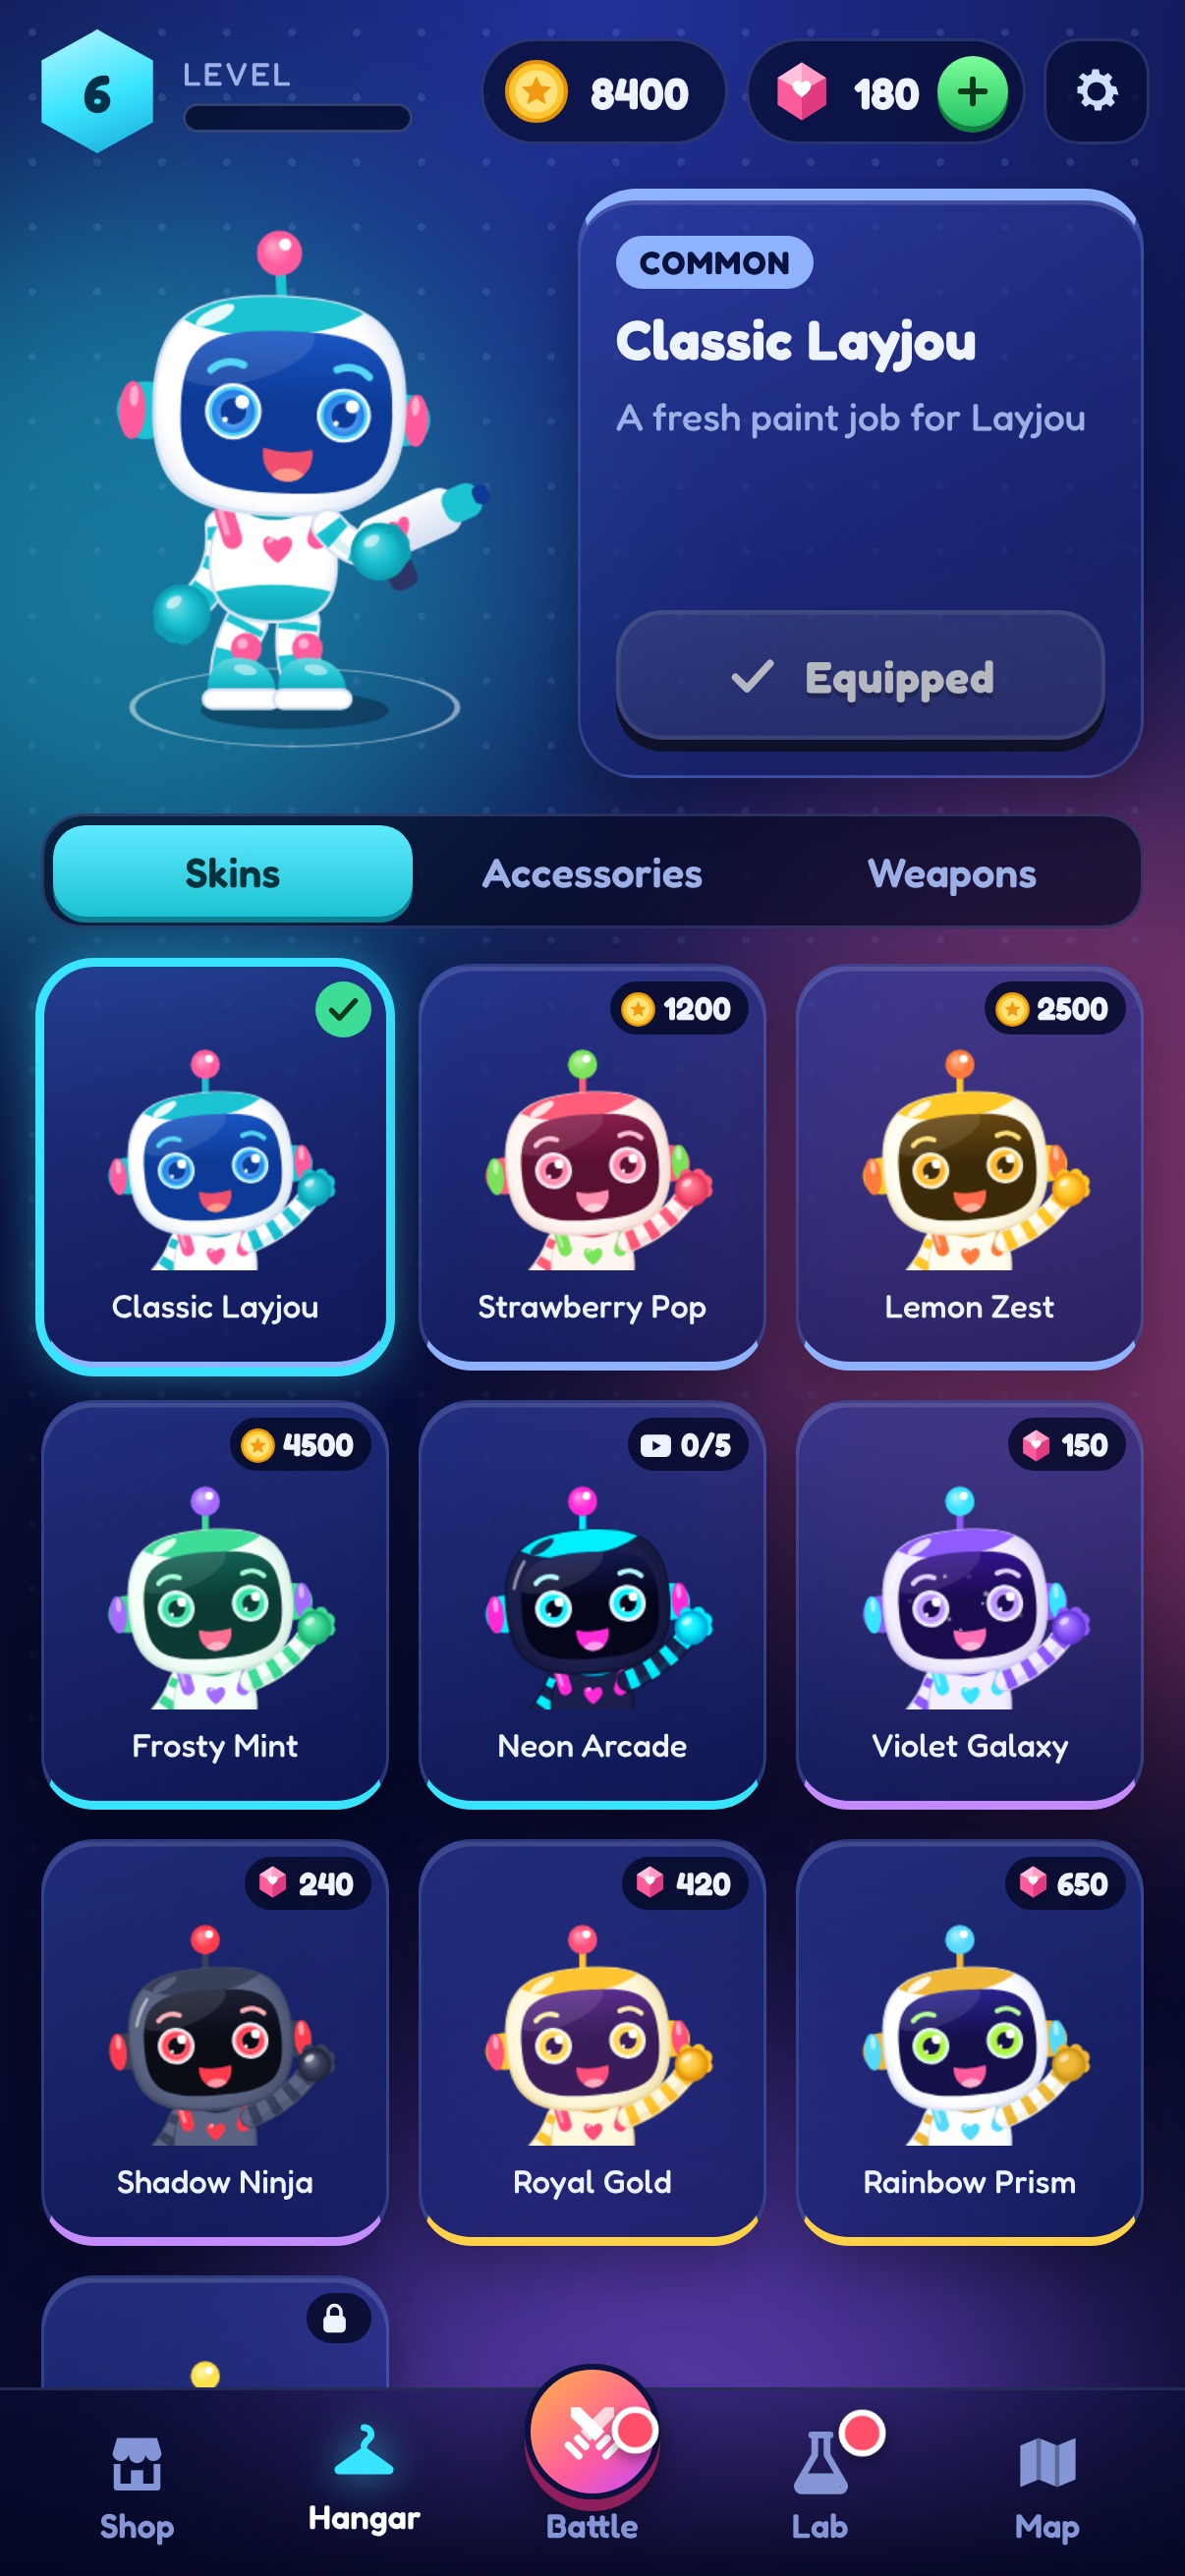 6
LEVEL
8400
180
COMMON
Classic Layjou
A fresh paint job for Layjou
Equipped
Skins
Accessories
Weapons
1200
2500
Classic Layjou
Strawberry Pop
Lemon Zest
4500
0/5
150
Frosty Mint
Neon Arcade
Violet Galaxy
240
420
650
Shadow Ninja
Royal Gold
Rainbow Prism
Shop
Hangar
Battle
Lab
Map